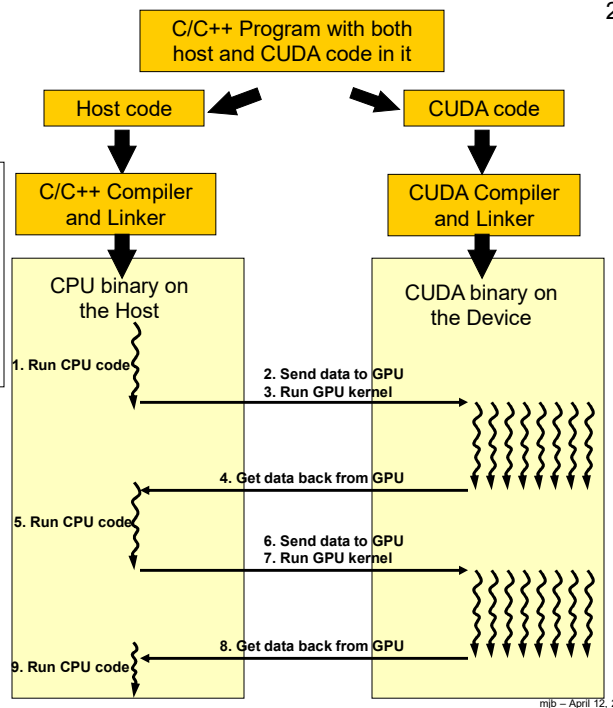 2
C/C++ Program with both
host and CUDA code in it
Host code
CUDA code
C/C++ Compiler
and Linker
CUDA Compiler
and Linker
CPU binary on
the Host
CUDA binary on
the Device
1. Run CPU code
2. Send data to GPU
3. Run GPU kernel
4. Get data back from GPU
5. Run CPU code
6. Send data to GPU
7. Run GPU kernel
8. Get data back from GPU
9. Run CPU code
mjb – April 12, 2